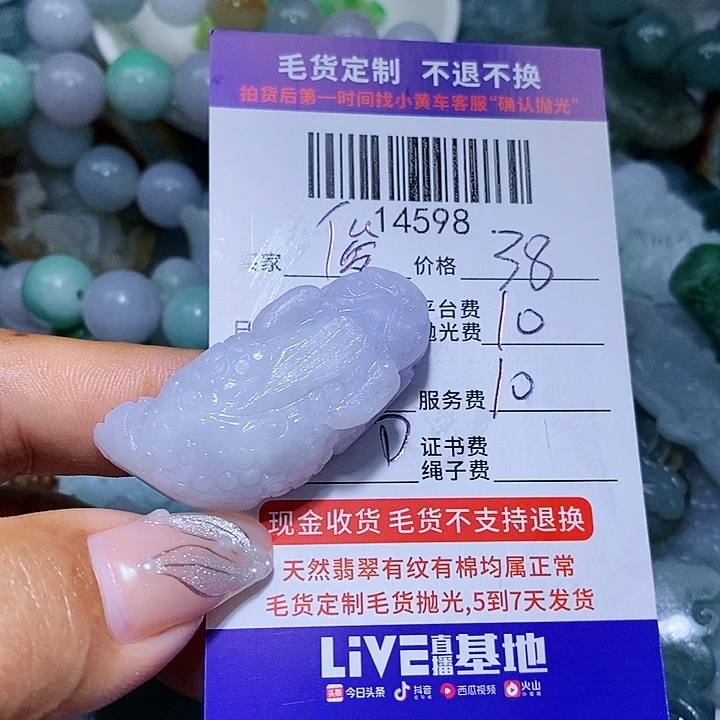 毛货定制 不退不换
拍货后第一时间找小黄车客服“确认抛光”
14598
家 价格 38
平台费
抛光费 10
服务费 10
D 证书费
绳子费
现金收货 毛货不支持退换
天然翡翠有纹有棉均属正常
毛货定制毛货抛光,5到7天发货
LiVE直播基地
头条 今日头条 抖音 西瓜视频 火山